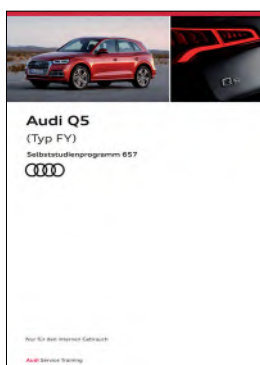 Audi Q5
(Typ FY)
Selbststudienprogramm 657
Nur für den internen Gebrauch
Audi Service Training